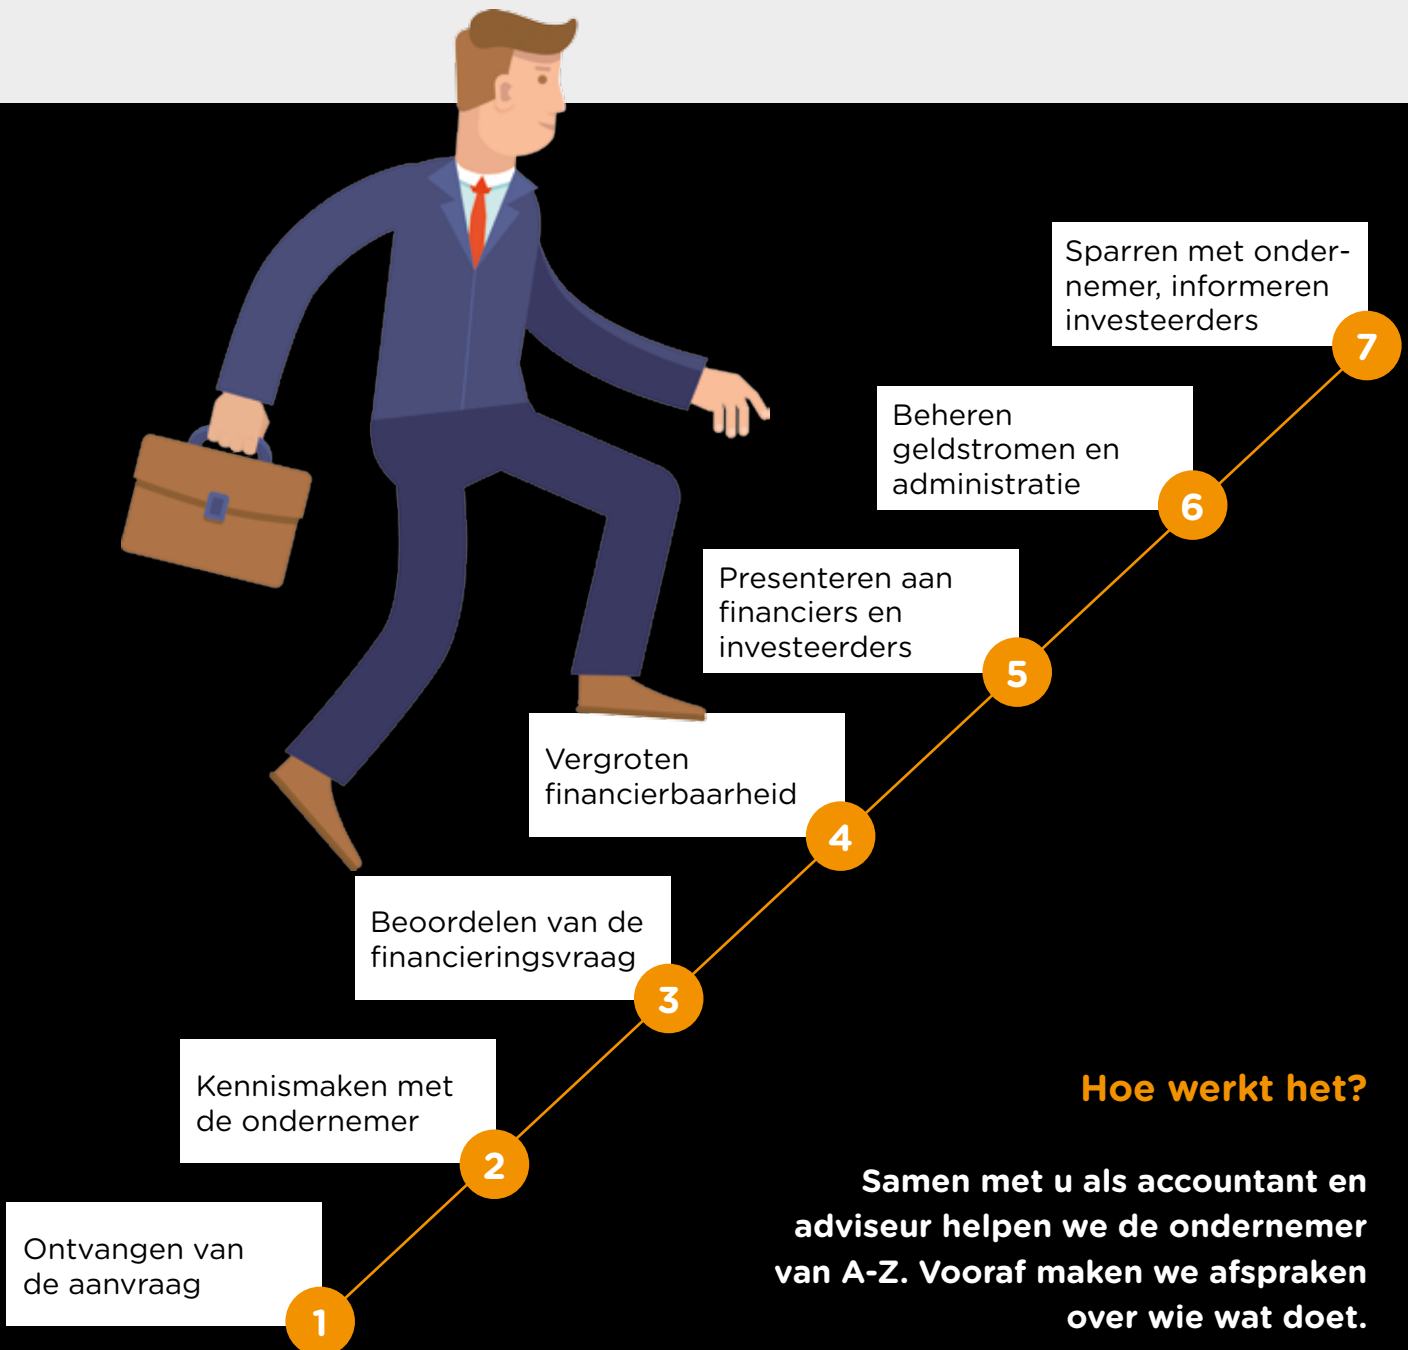 Sparren met onder-
nemer, informeren
investeerders
7
Beheren
geldstromen en
administratie
6
Presenteren aan
financiers en
investeerders
5
Vergroten
financierbaarheid
4
Beoordelen van de
financieringsvraag
3
Kennismaken met
de ondernemer
2
Ontvangen van
de aanvraag
1
Hoe werkt het?
Samen met u als accountant en
adviseur helpen we de ondernemer
van A-Z. Vooraf maken we afspraken
over wie wat doet.